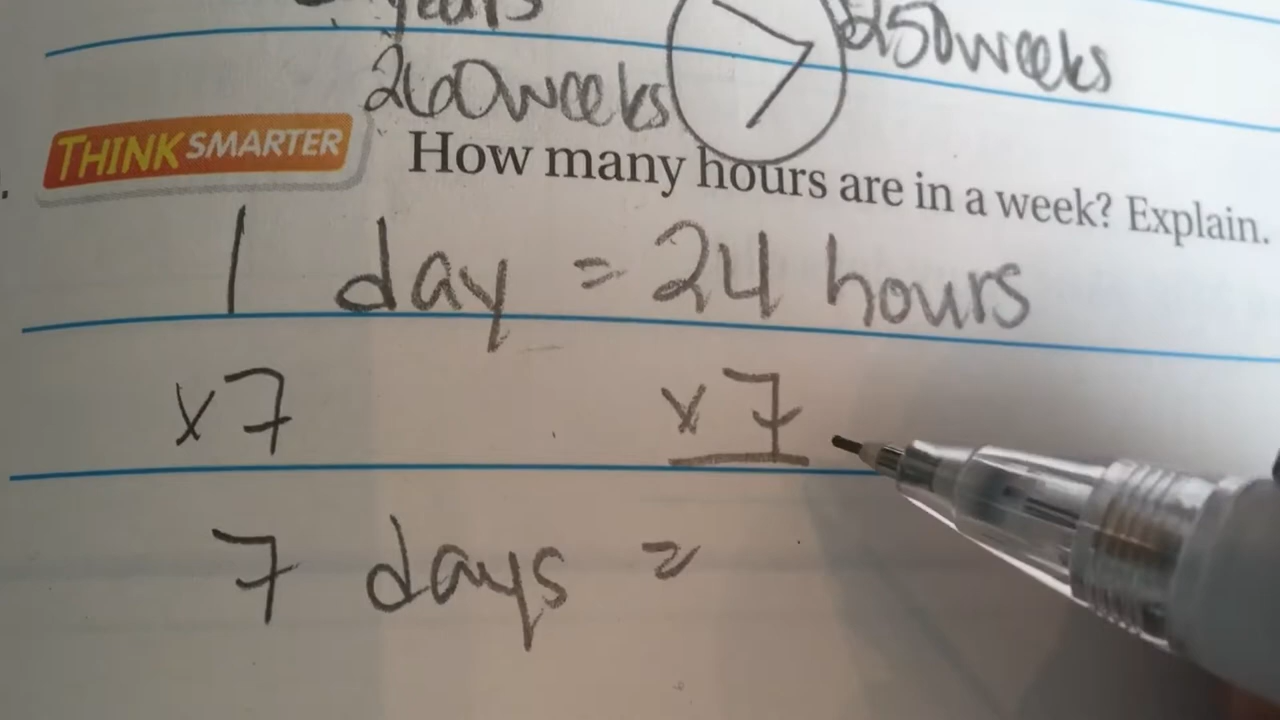 years
260 weeks > 250 weeks
THINK SMARTER How many hours are in a week? Explain.
1 day = 24 hours
x7 x7
7 days =